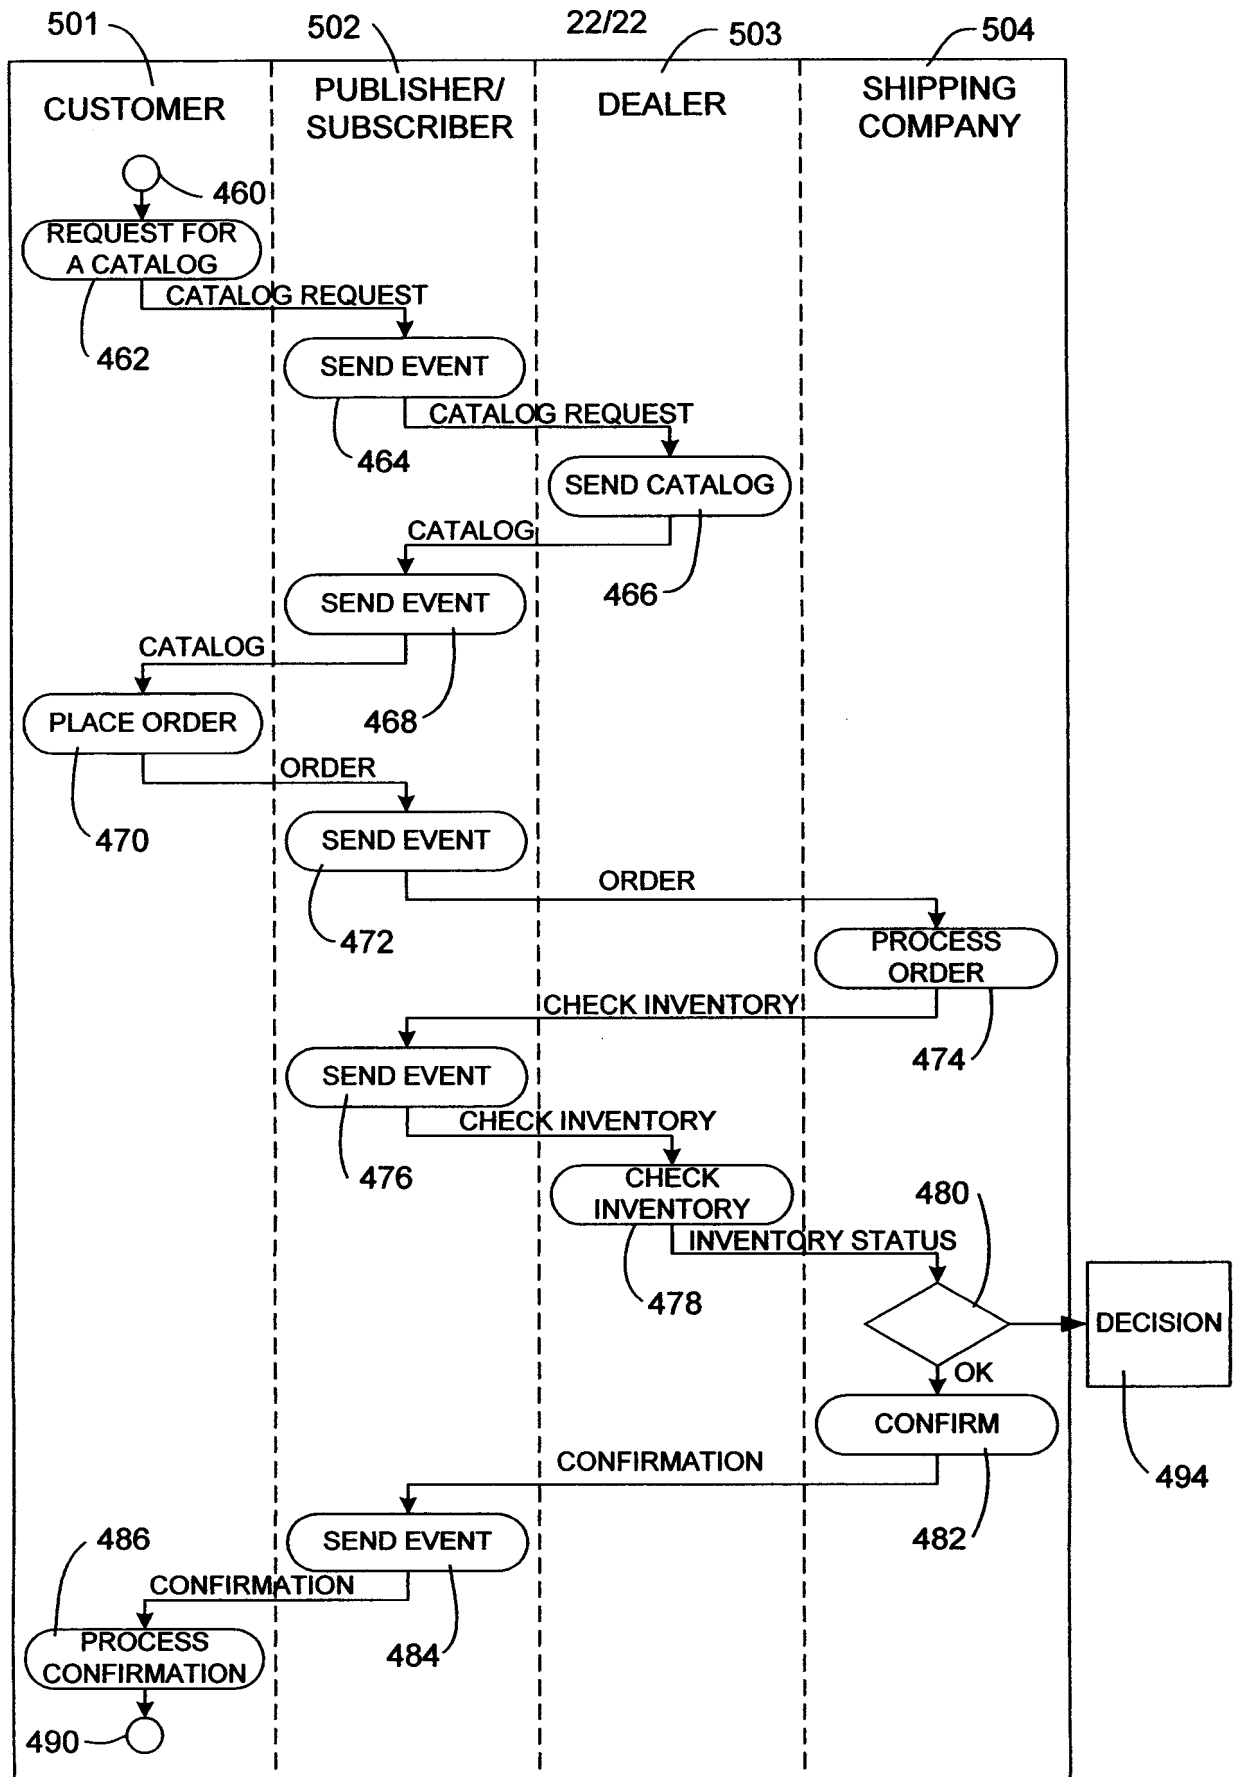 501
502
22/22
503
504
CUSTOMER
PUBLISHER/
SUBSCRIBER
DEALER
SHIPPING
COMPANY
460
REQUEST FOR
A CATALOG
CATALOG REQUEST
462
SEND EVENT
CATALOG REQUEST
464
SEND CATALOG
CATALOG
466
SEND EVENT
CATALOG
468
PLACE ORDER
ORDER
470
SEND EVENT
ORDER
472
PROCESS
ORDER
CHECK INVENTORY
474
SEND EVENT
CHECK INVENTORY
476
CHECK
INVENTORY
480
INVENTORY STATUS
478
DECISION
OK
CONFIRM
CONFIRMATION
494
482
SEND EVENT
486
CONFIRMATION
484
PROCESS
CONFIRMATION
490